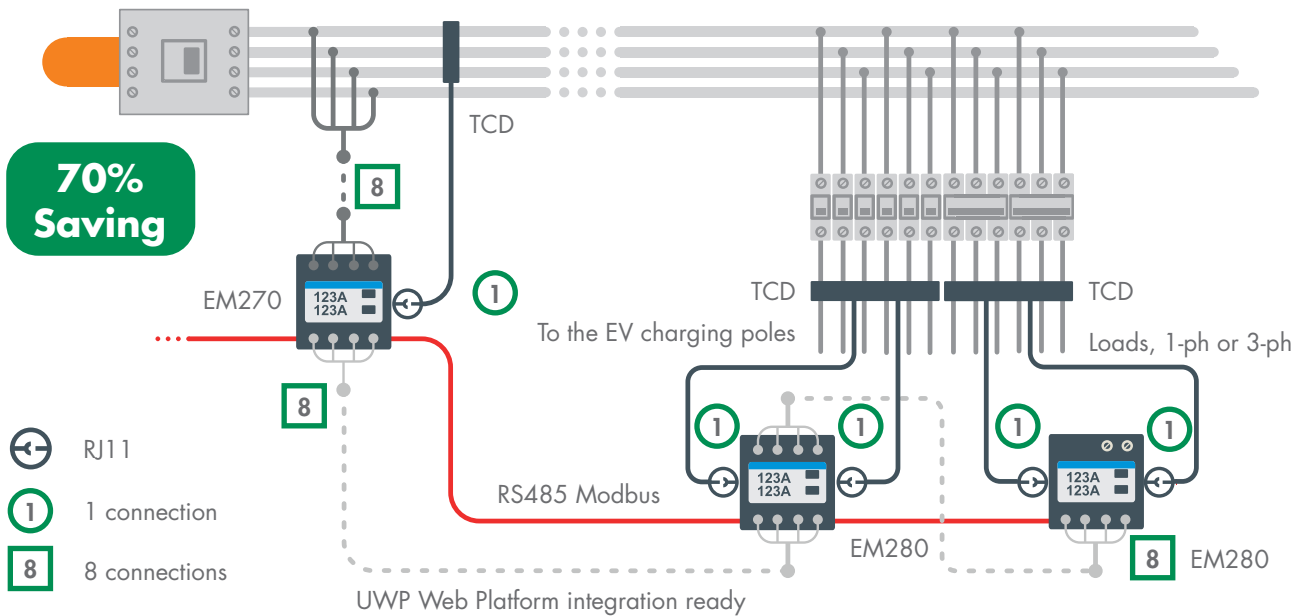 TCD
70%
Saving
8
EM270
123A
123A
1
TCD
TCD
To the EV charging poles
Loads, 1-ph or 3-ph
8
1
1
1
1
RJ11
123A
123A
123A
123A
RS485 Modbus
1
1 connection
EM280
8
EM280
8
8 connections
UWP Web Platform integration ready